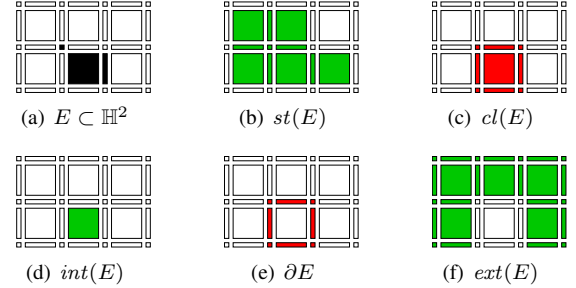 (a) E ⊂ ℍ² (b) st(E) (c) cl(E)
(d) int(E) (e) ∂E (f) ext(E)